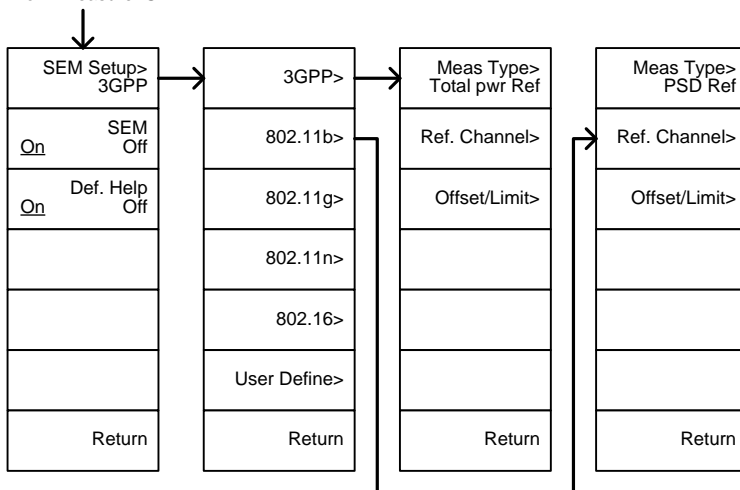 SEM Setup>
3GPP
SEM
On Off
Def. Help
On Off
Return
3GPP>
802.11b>
802.11g>
802.11n>
802.16>
User Define>
Return
Meas Type>
Total pwr Ref
Ref. Channel>
Offset/Limit>
Return
Meas Type>
PSD Ref
Ref. Channel>
Offset/Limit>
Return